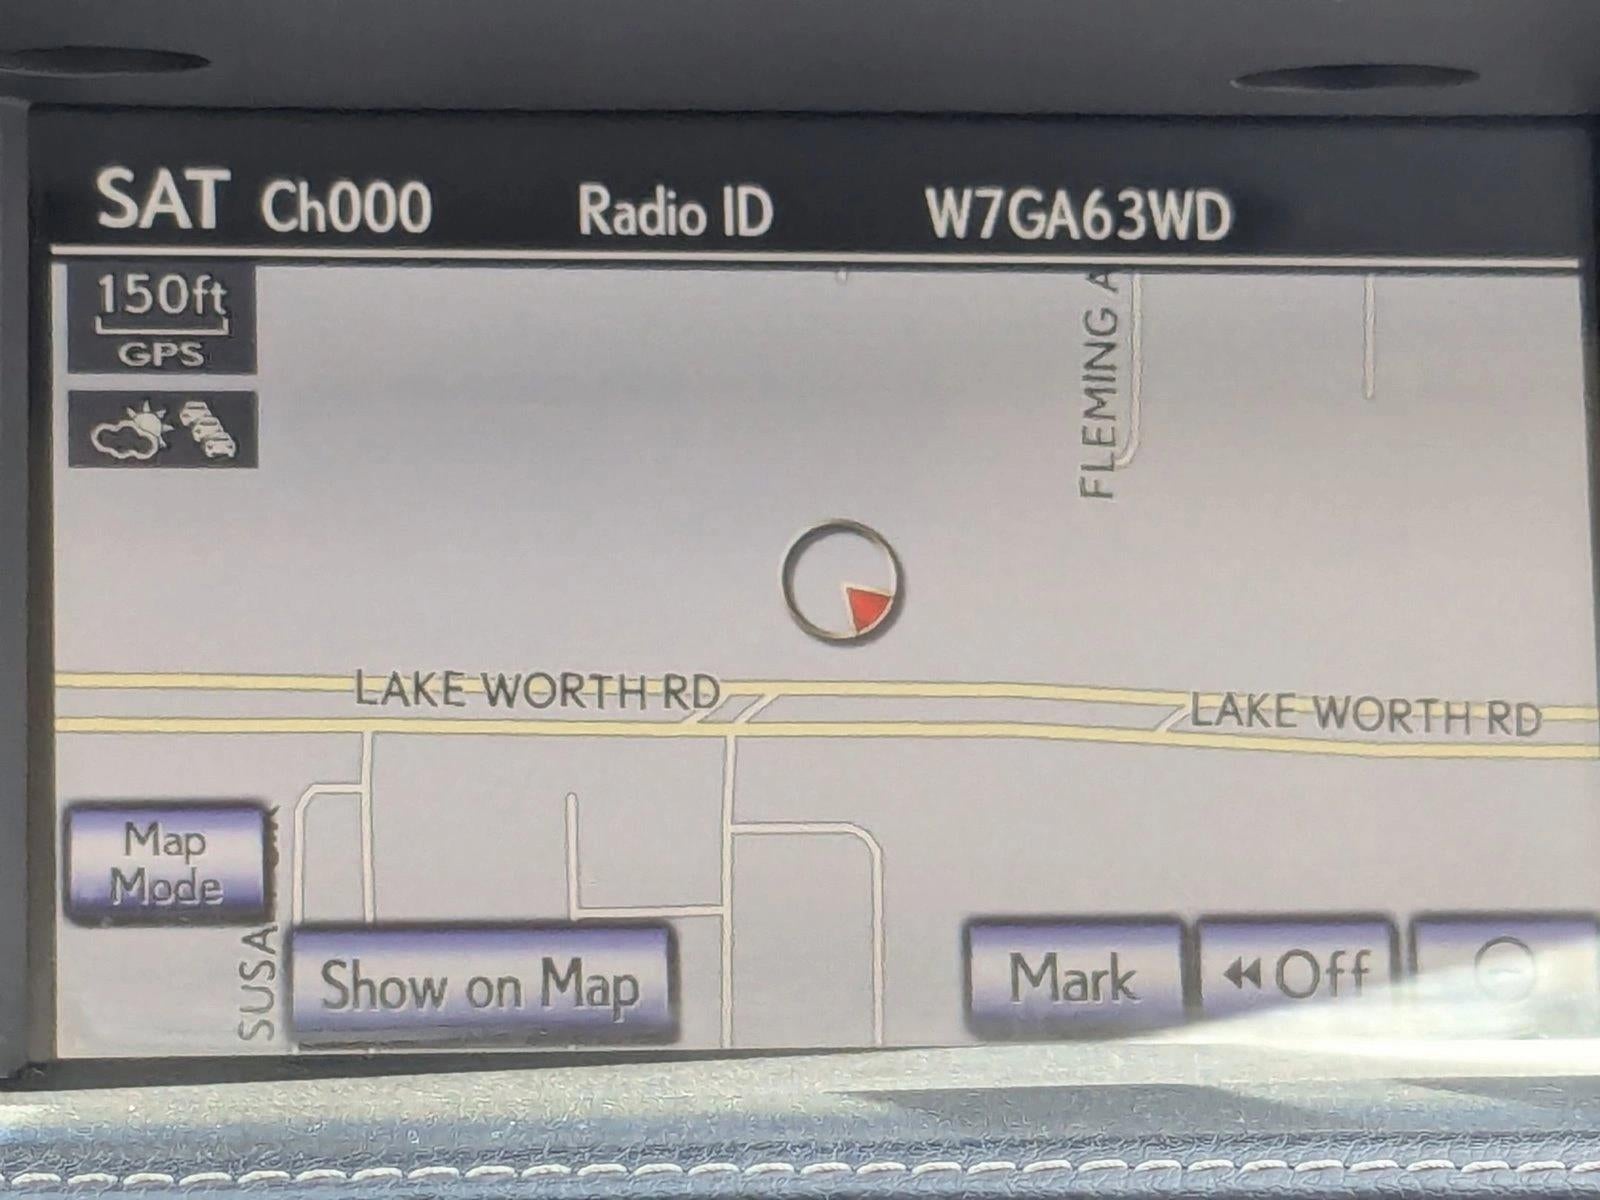 SAT Ch000 Radio ID W7GA63WD
150ft
GPS
FLEMING A
LAKE WORTH RD
LAKE WORTH RD
Map
Mode
SUSA
Show on Map
Mark
Off